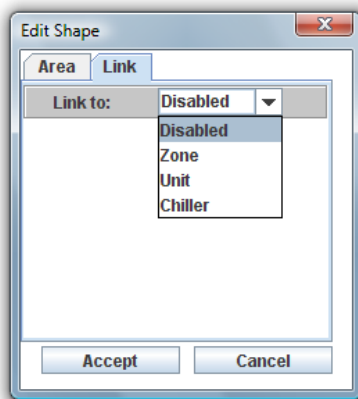 Edit Shape
Area Link
Link to: Disabled
Disabled
Zone
Unit
Chiller
Accept Cancel